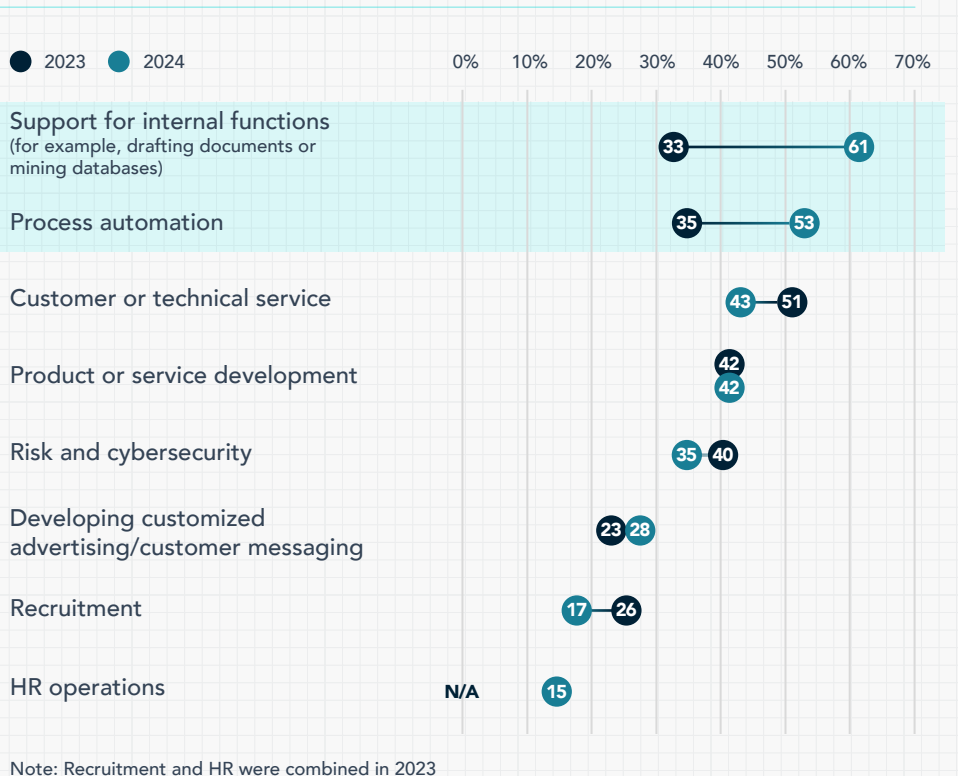 2023 2024 0% 10% 20% 30% 40% 50% 60% 70%
Support for internal functions
(for example, drafting documents or
mining databases)
33 61
Process automation
35 53
Customer or technical service
43 51
Product or service development
42
42
Risk and cybersecurity
35 40
Developing customized
advertising/customer messaging
23 28
Recruitment
17 26
HR operations
N/A 15
Note: Recruitment and HR were combined in 2023